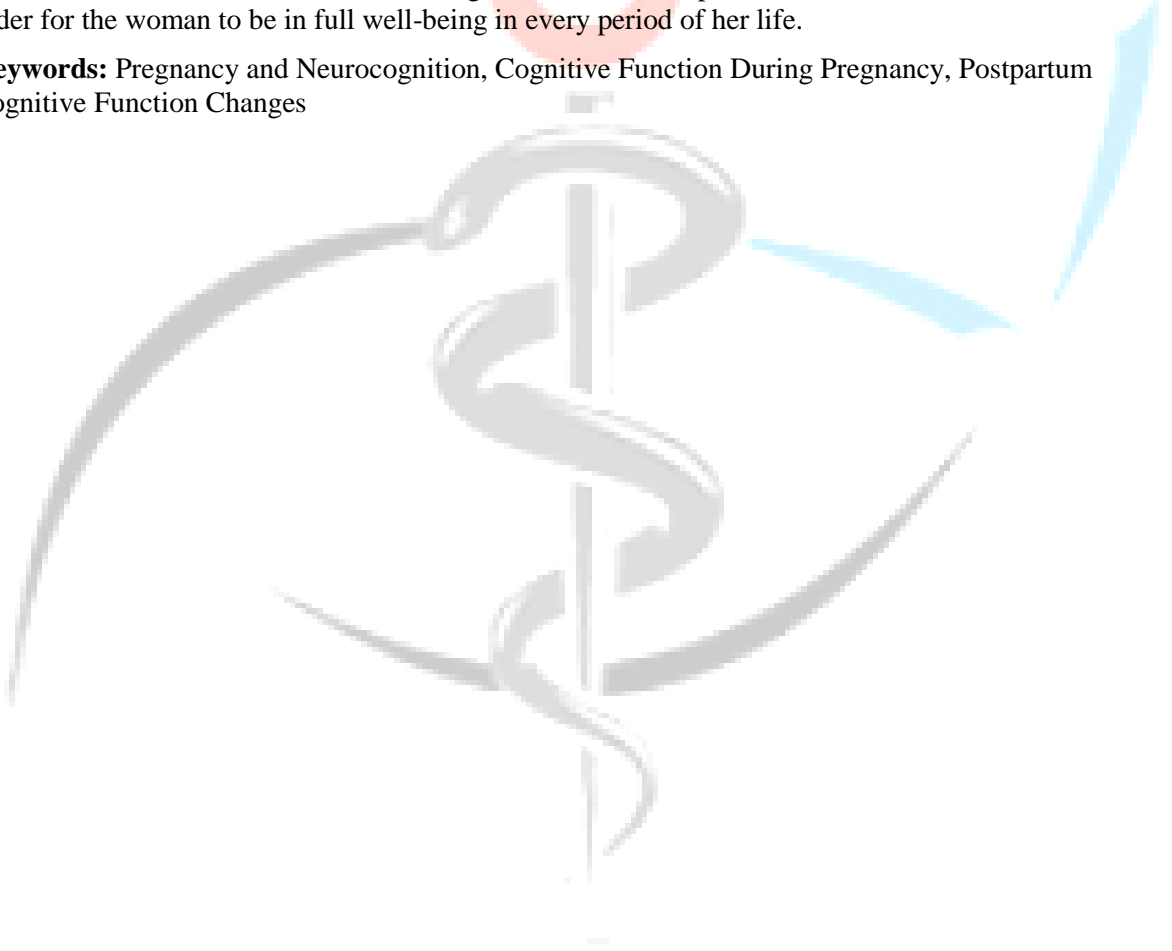 der for the woman to be in full well-being in every period of her life.
eywords: Pregnancy and Neurocognition, Cognitive Function During Pregnancy, Postpartum
ognitive Function Changes